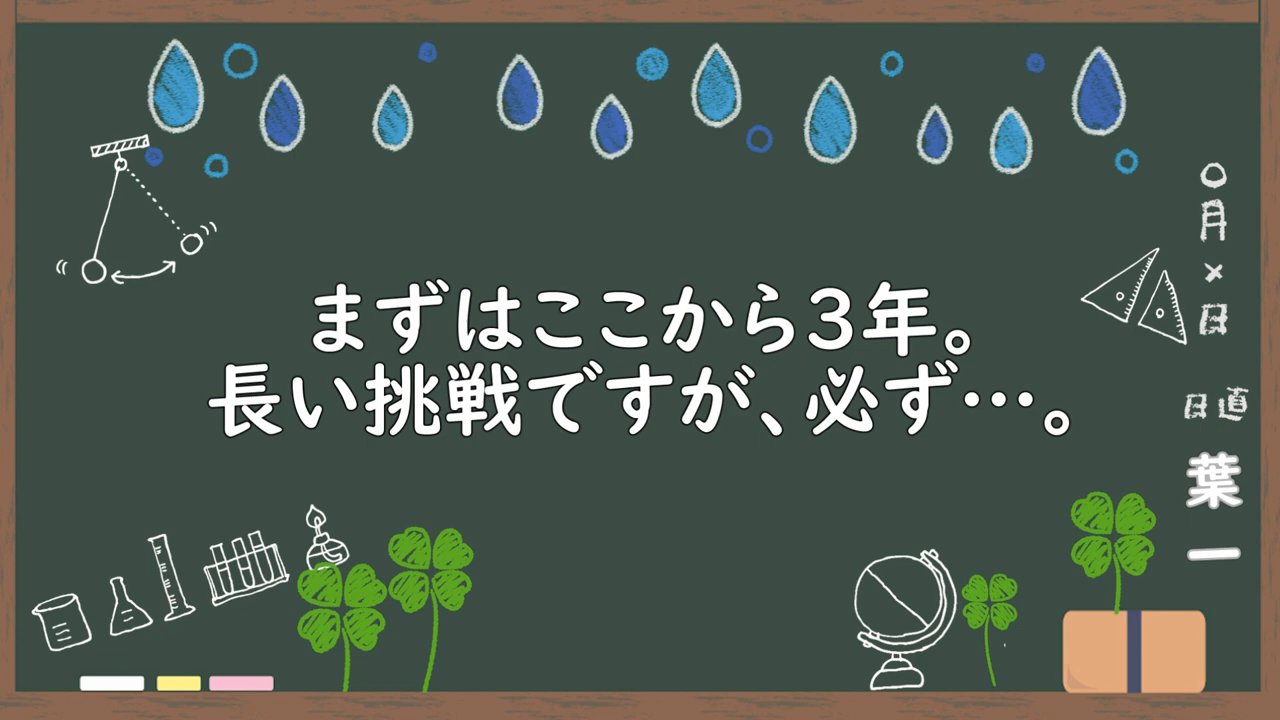 まずはここから3年。
長い挑戦ですが、必ず…。
○月×日
日直
葉一